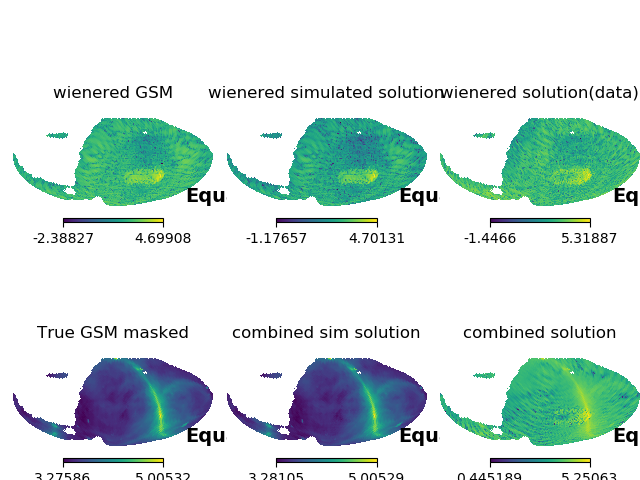 wienered GSM wienered simulated solution wienered solution(data)
Equ Equ Eq
-2.38827 4.69908 -1.17657 4.70131 -1.4466 5.31887
True GSM masked combined sim solution combined solution
Equ Equ Eq
3.27586 5.00532 3.28105 5.00529 0.445189 5.25063